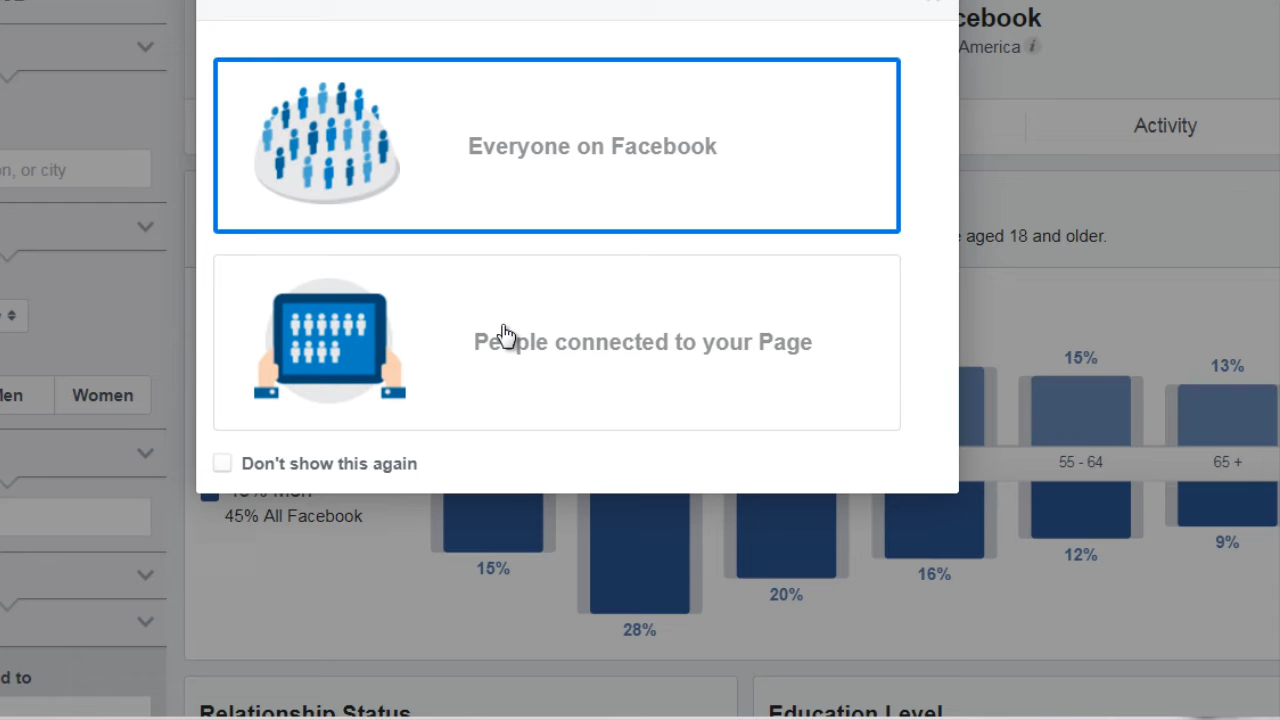 cebook
America
Activity
Everyone on Facebook
on, or city
aged 18 and older.
People connected to your Page
15%
13%
Men
Women
Don't show this again
55 - 64
65 +
45% All Facebook
15%
28%
20%
16%
12%
9%
d to
Relationship Status
Education Level